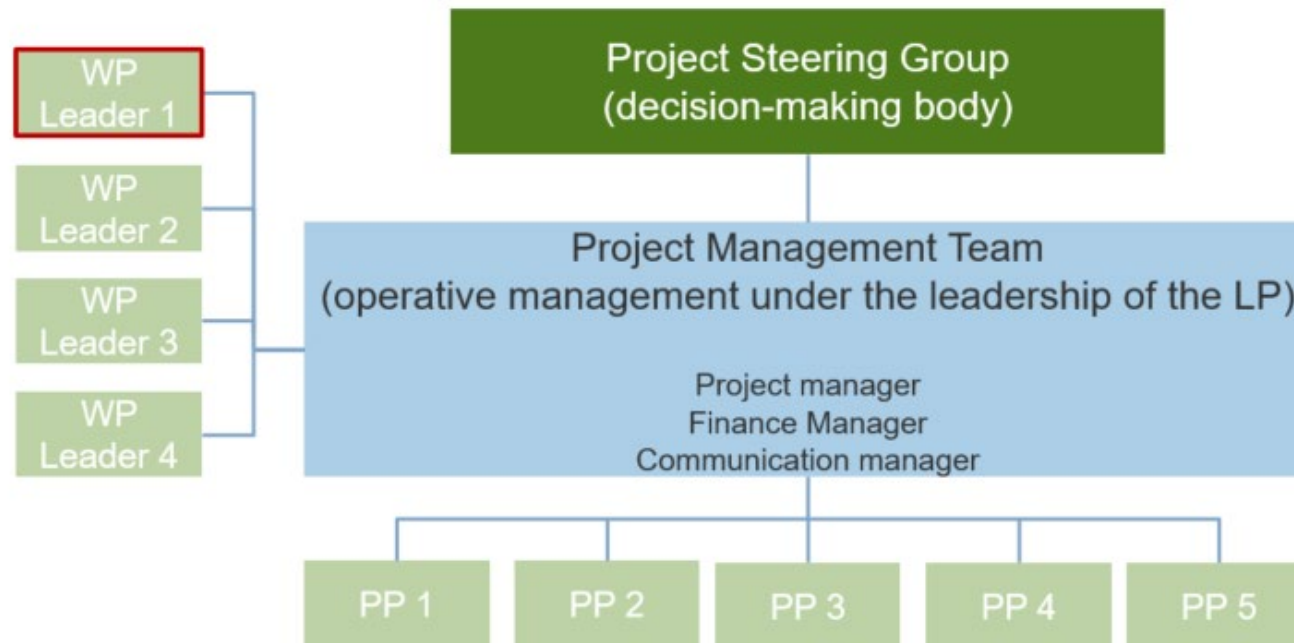 WP
Leader 1
WP
Leader 2
WP
Leader 3
WP
Leader 4
Project Steering Group
(decision-making body)
Project Management Team
(operative management under the leadership of the LP)
Project manager
Finance Manager
Communication manager
PP 1
PP 2
PP 3
PP 4
PP 5